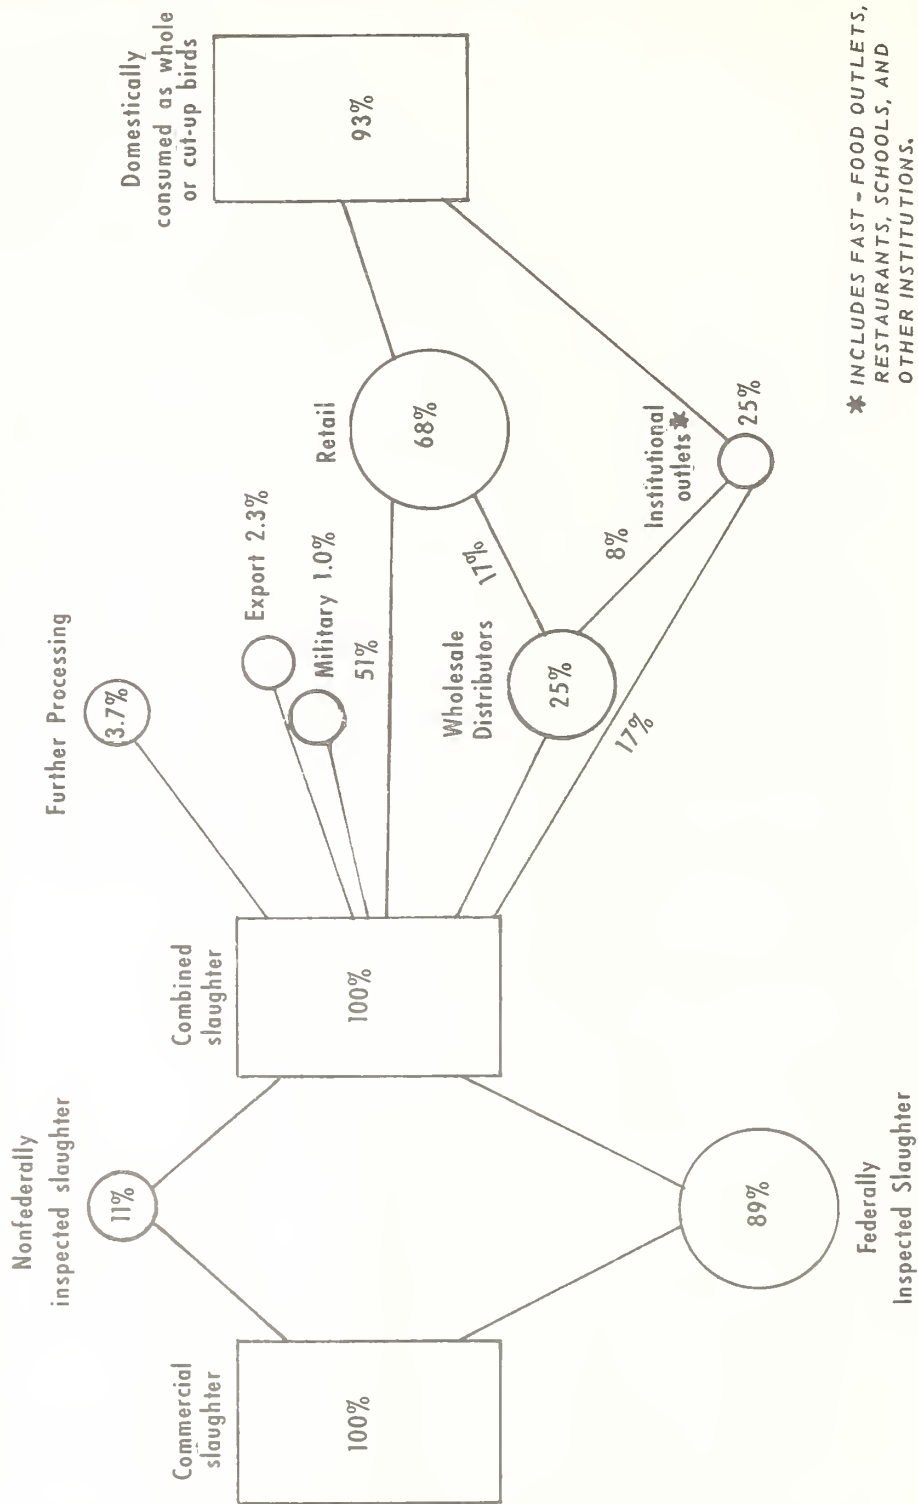 Commercial
slaughter
100%
Nonfederally
inspected slaughter
11%
89%
Federally
Inspected Slaughter
Combined
slaughter
100%
Further Processing
3.7%
Export 2.3%
Military 1.0%
51%
Wholesale
Distributors
25%
17%
17%
8%
Retail
68%
Institutional
outlets*
25%
Domestically
consumed as whole
or cut-up birds
93%
* INCLUDES FAST - FOOD OUTLETS,
RESTAURANTS, SCHOOLS, AND
OTHER INSTITUTIONS.